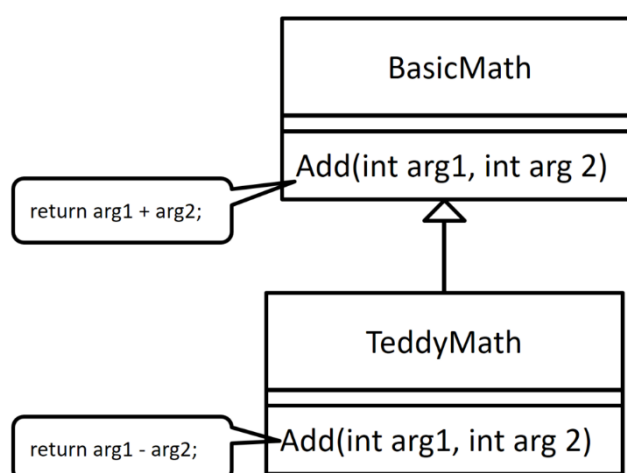 BasicMath
Add(int arg1, int arg 2)
return arg1 + arg2;
TeddyMath
Add(int arg1, int arg 2)
return arg1 - arg2;